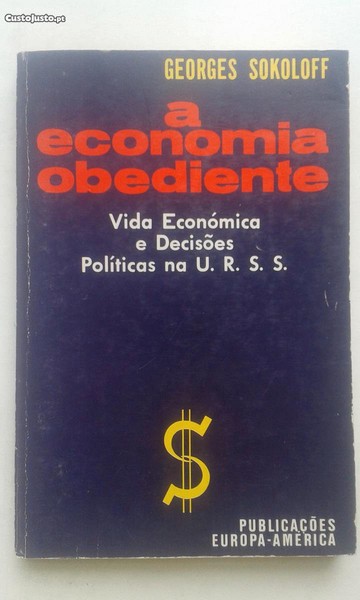 CustoJusto.pt
GEORGES SOKOLOFF
a
economia
obediente
Vida Económica
e Decisões
Políticas na U. R. S. S.
$
PUBLICAÇÕES
EUROPA-AMÉRICA